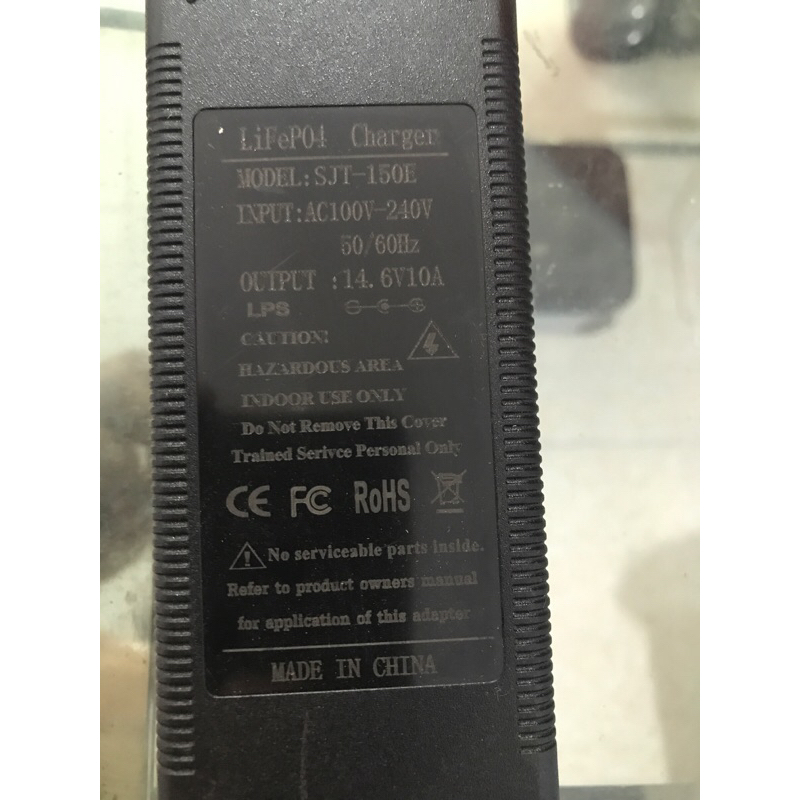 LiFePO4 Charger
MODEL:SJT-150E
INPUT:AC100V-240V
50/60Hz
OUTPUT :14.6V10A
LPS
CAUTION:
HAZARDOUS AREA
INDOOR USE ONLY
Do Not Remove This Cover
Trained Serivce Personal Only
CE FC RoHS
No serviceable parts inside.
Refer to product owners manual
for application of this adapter
MADE IN CHINA